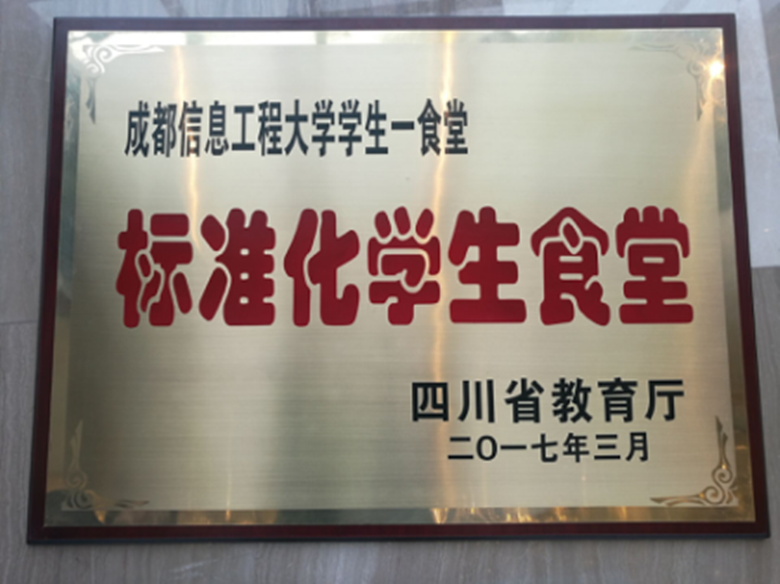 成都信息工程大学学生一食堂
标准化学生食堂
四川省教育厅
二〇一七年三月